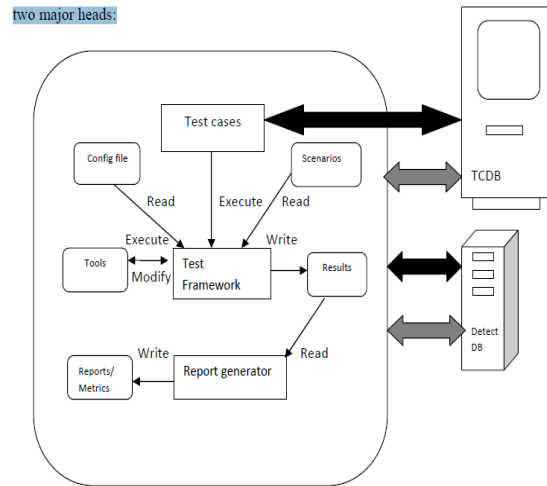 two major heads:
Test cases
Config file
Scenarios
TCDB
Read
Execute
Read
Execute
Write
Tools
Modify
Test
Framework
Results
Detect
DB
Write
Read
Reports/
Metrics
Report generator